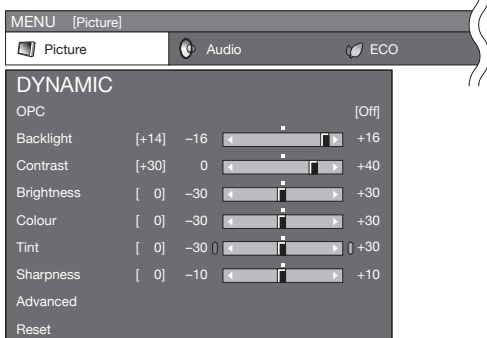 MENU [Picture]
Picture Audio ECO
DYNAMIC
OPC [Off]
Backlight [+14] −16 +16
Contrast [+30] 0 +40
Brightness [ 0] −30 +30
Colour [ 0] −30 +30
Tint [ 0] −30 +30
Sharpness [ 0] −10 +10
Advanced
Reset